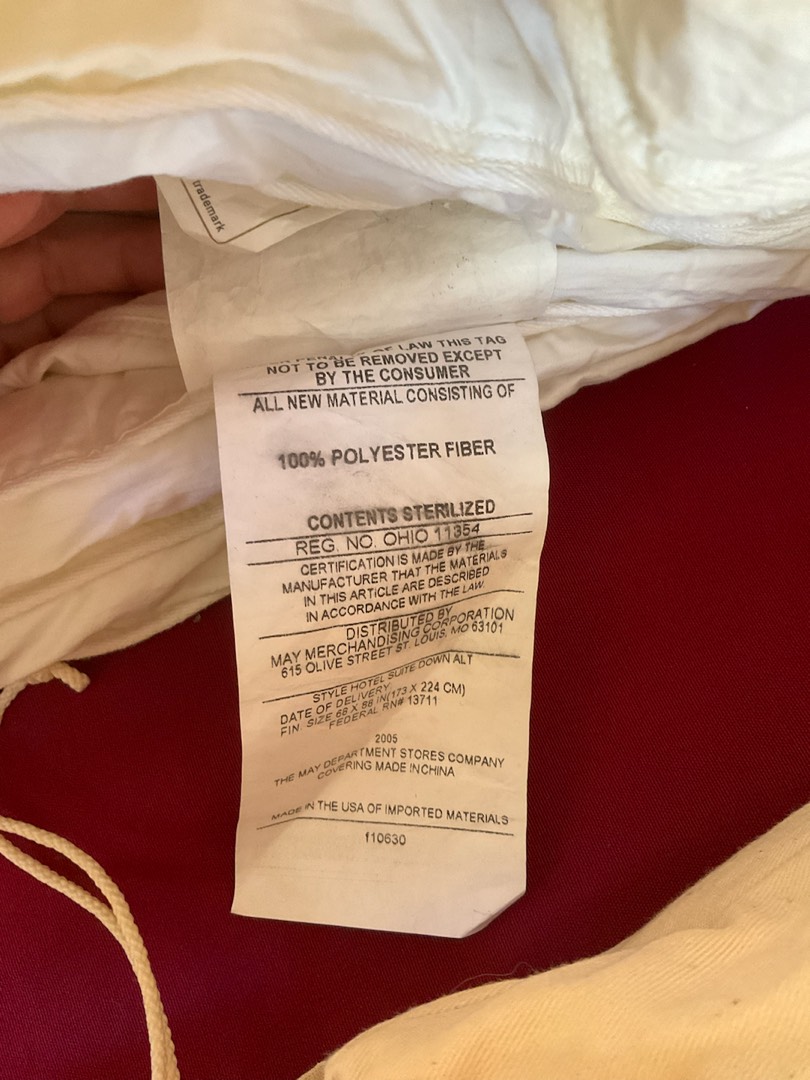 trademark
LAW THIS TAG
NOT TO BE REMOVED EXCEPT
BY THE CONSUMER
ALL NEW MATERIAL CONSISTING OF
100% POLYESTER FIBER
CONTENTS STERILIZED
REG. NO. OHIO 11354
CERTIFICATION IS MADE BY THE
MANUFACTURER THAT THE MATERIALS
IN THIS ARTICLE ARE DESCRIBED
IN ACCORDANCE WITH THE LAW.
DISTRIBUTED BY
MAY MERCHANDISING CORPORATION
615 OLIVE STREET ST. LOUIS, MO 63101
STYLE HOTEL SUITE DOWN ALT
DATE OF DELIVERY
FIN. SIZE 68 X 88 IN(173 X 224 CM)
FEDERAL RN# 13711
2005
THE MAY DEPARTMENT STORES COMPANY
COVERING MADE IN CHINA
MADE IN THE USA OF IMPORTED MATERIALS
f10630